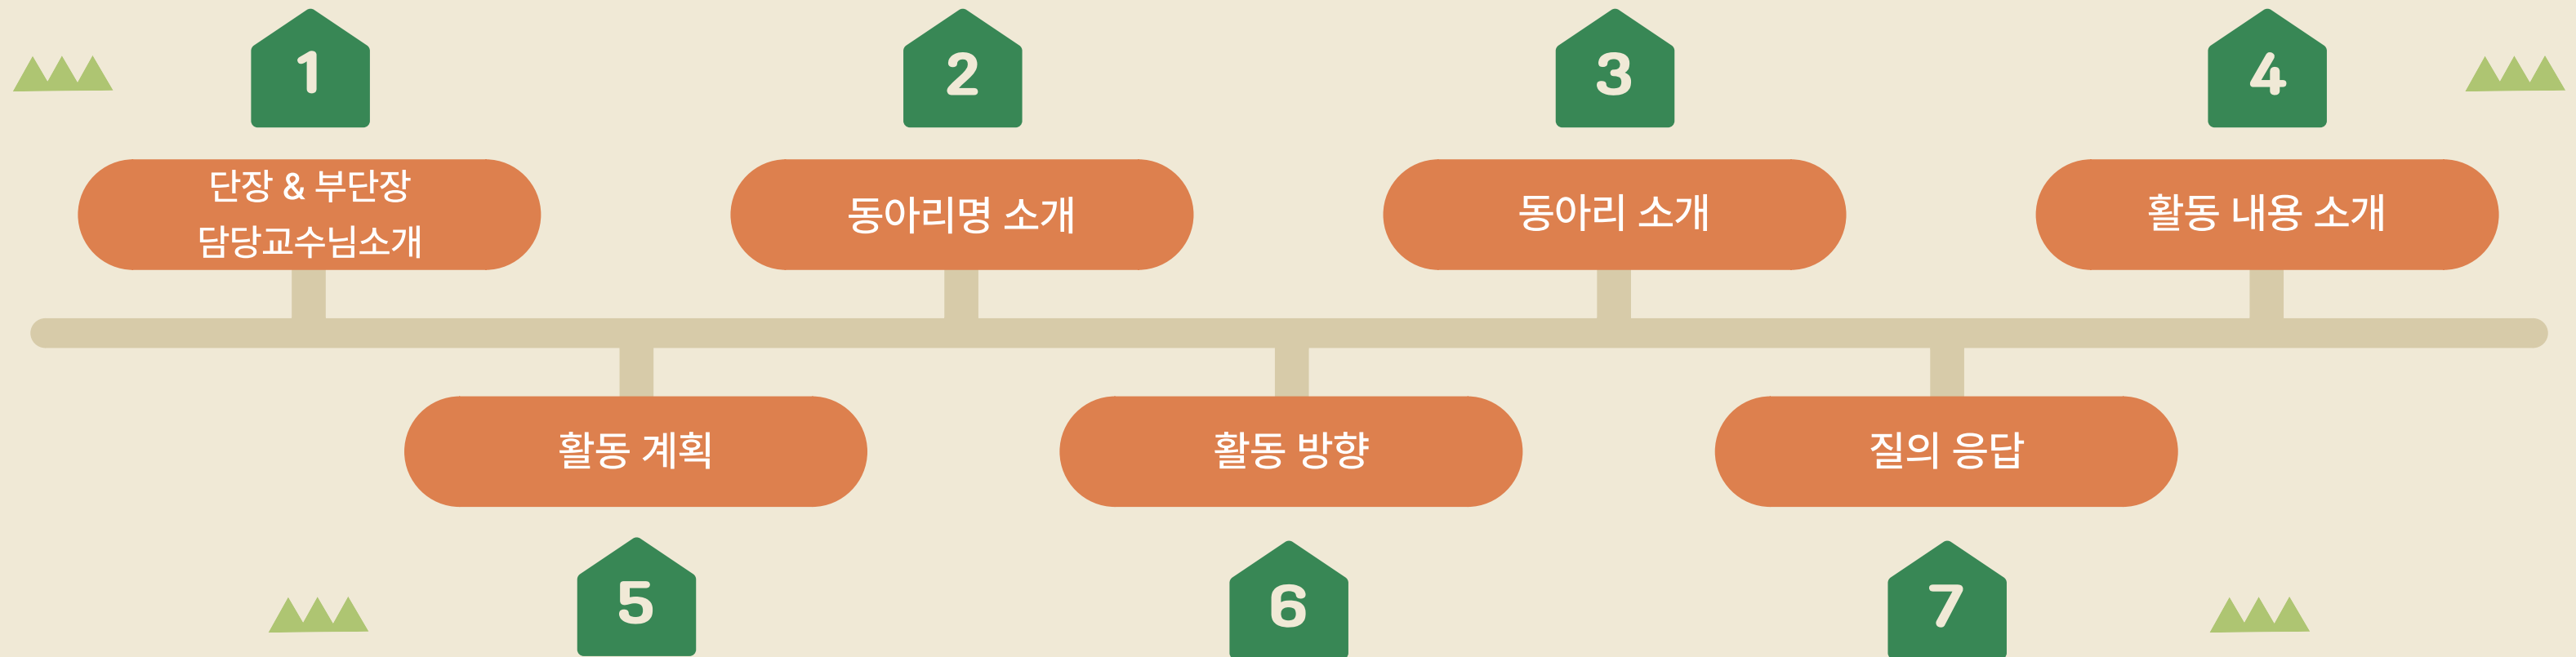 1
단장 & 부단장
담당교수님소개
2
동아리명 소개
3
동아리 소개
4
활동 내용 소개
활동 계획
5
활동 방향
6
질의 응답
7